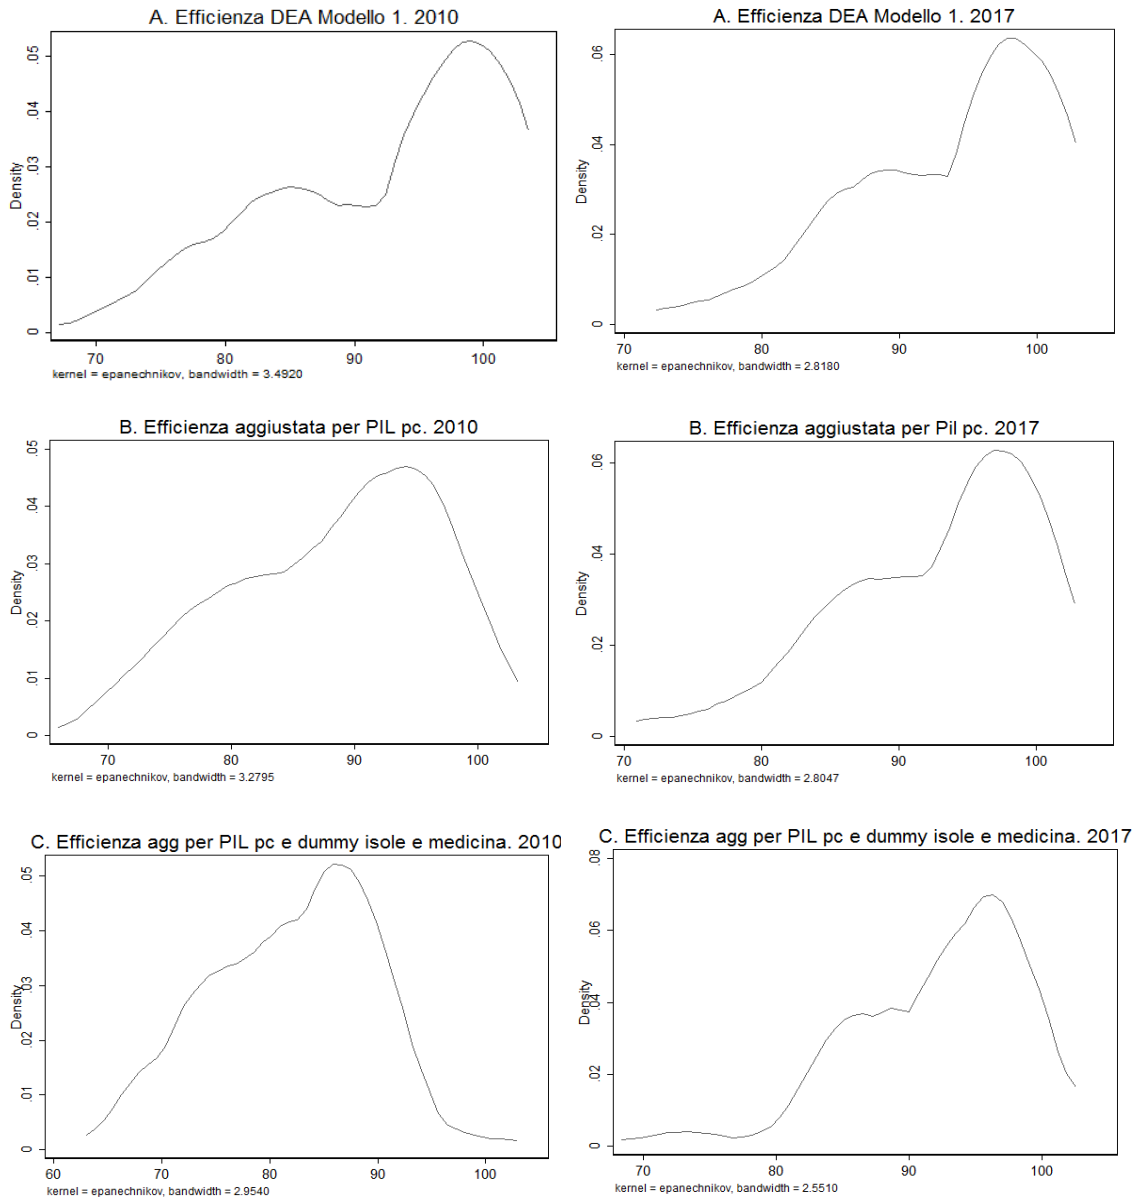 A. Efficienza DEA Modello 1. 2010
Density
0 .01 .02 .03 .04 .05
70 80 90 100
kernel = epanechnikov, bandwidth = 3.4920
A. Efficienza DEA Modello 1. 2017
Density
0 .02 .04 .06
70 80 90 100
kernel = epanechnikov, bandwidth = 2.8180
B. Efficienza aggiustata per PIL pc. 2010
Density
0 .01 .02 .03 .04 .05
70 80 90 100
kernel = epanechnikov, bandwidth = 3.2795
B. Efficienza aggiustata per Pil pc. 2017
Density
0 .02 .04 .06
70 80 90 100
kernel = epanechnikov, bandwidth = 2.8047
C. Efficienza agg per PIL pc e dummy isole e medicina. 2010
Density
0 .01 .02 .03 .04 .05
60 70 80 90 100
kernel = epanechnikov, bandwidth = 2.9540
C. Efficienza agg per PIL pc e dummy isole e medicina. 2017
Density
0 .02 .04 .06 .08
70 80 90 100
kernel = epanechnikov, bandwidth = 2.5510